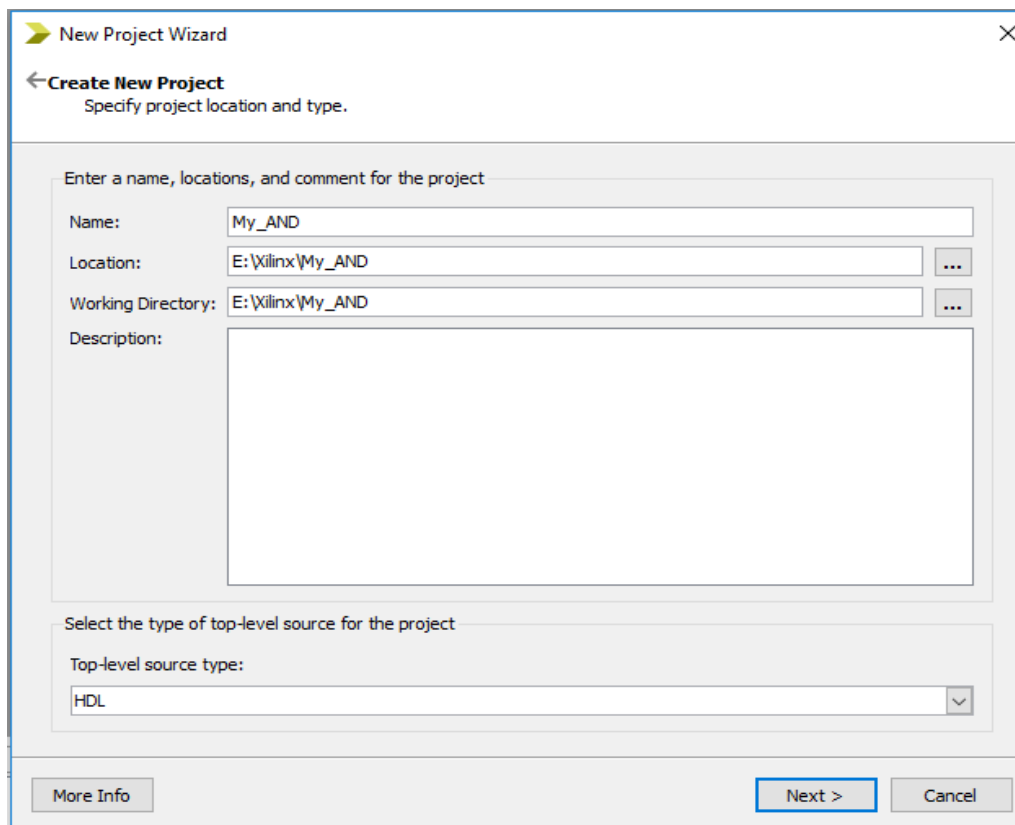 New Project Wizard
Create New Project
Specify project location and type.
Enter a name, locations, and comment for the project
Name:
My_AND
Location:
E:\Xilinx\My_AND
...
Working Directory:
E:\Xilinx\My_AND
...
Description:
Select the type of top-level source for the project
Top-level source type:
HDL
More Info
Next >
Cancel